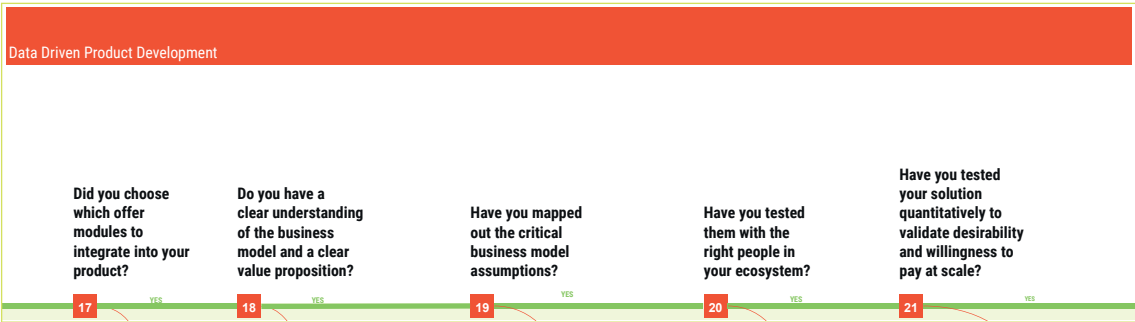 Data Driven Product Development
Did you choose
which offer
modules to
integrate into your
product?
Do you have a
clear understanding
of the business
model and a clear
value proposition?
Have you mapped
out the critical
business model
assumptions?
Have you tested
them with the
right people in
your ecosystem?
Have you tested
your solution
quantitatively to
validate desirability
and willingness to
pay at scale?
17
YES
18
YES
19
YES
20
YES
21
YES